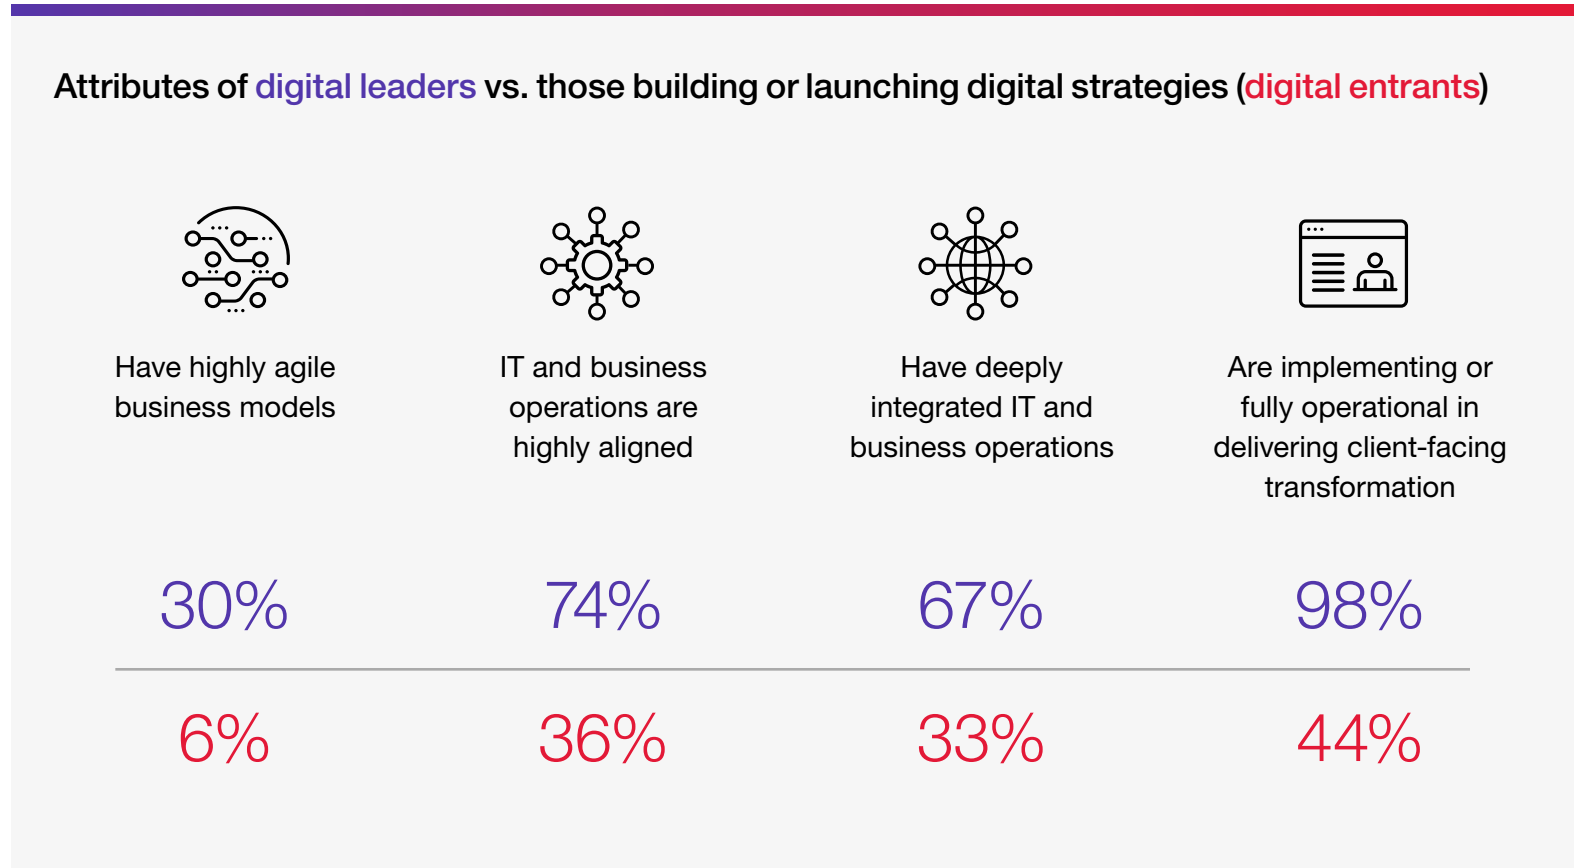 Attributes of digital leaders vs. those building or launching digital strategies (digital entrants)
Have highly agile
business models
IT and business
operations are
highly aligned
Have deeply
integrated IT and
business operations
Are implementing or
fully operational in
delivering client-facing
transformation
30% 74% 67% 98%
6% 36% 33% 44%